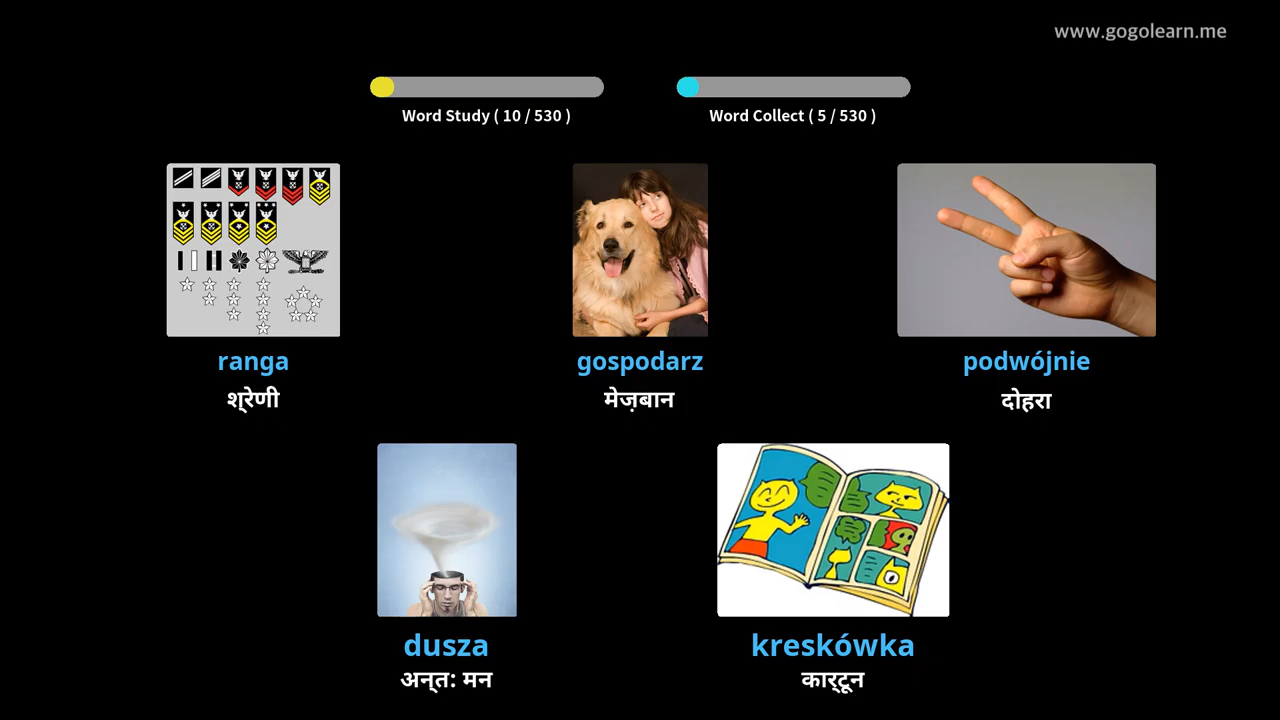 www.gogolearn.me
Word Study ( 10 / 530 )
Word Collect ( 5 / 530 )
ranga
श्रेणी
gospodarz
मेज़बान
podwójnie
दोहरा
dusza
अन्त: मन
kreskówka
कार्टून